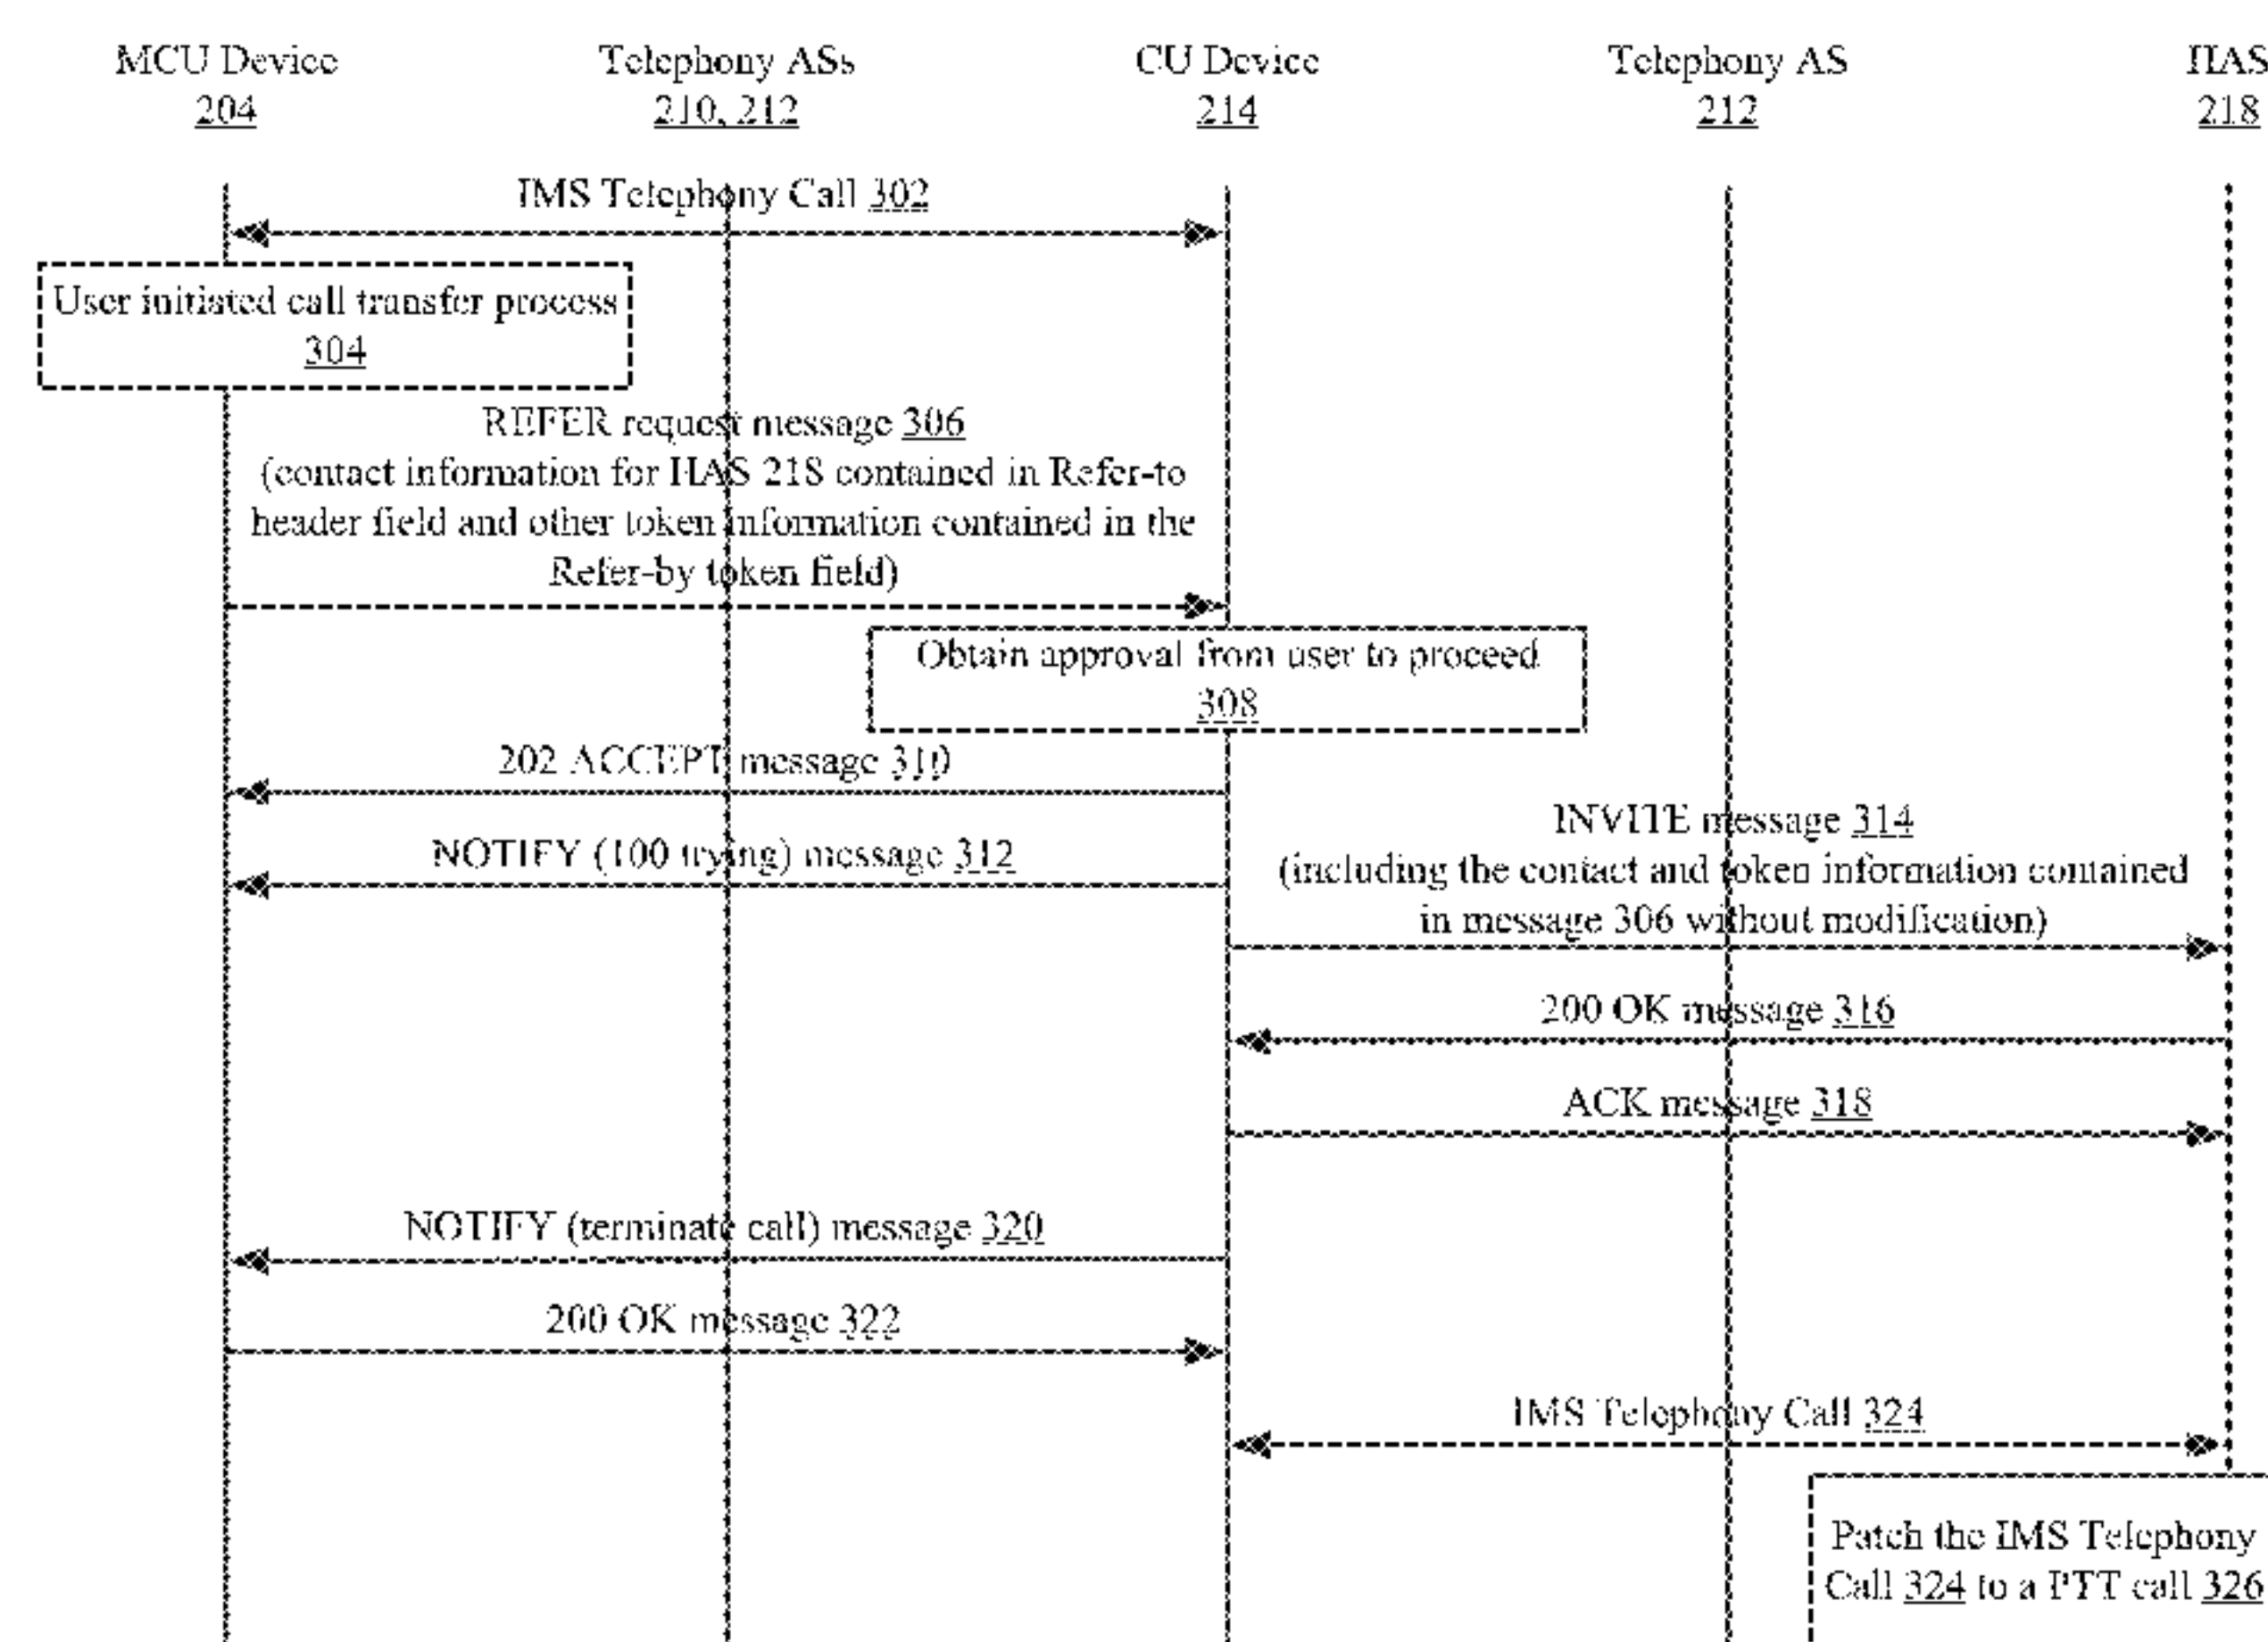 MCU Device
204
Telephony ASs
210, 212
CU Device
214
Telephony AS
212
HAS
218
IMS Telephony Call 302
User initiated call transfer process
304
REFER request message 306
(contact information for HAS 218 contained in Refer-to
header field and other token information contained in the
Refer-by token field)
Obtain approval from user to proceed
308
202 ACCEPT message 310
NOTIFY (100 trying) message 312
INVITE message 314
(including the contact and token information contained
in message 306 without modification)
200 OK message 316
ACK message 318
NOTIFY (terminate call) message 320
200 OK message 322
IMS Telephony Call 324
Patch the IMS Telephony
Call 324 to a PTT call 326